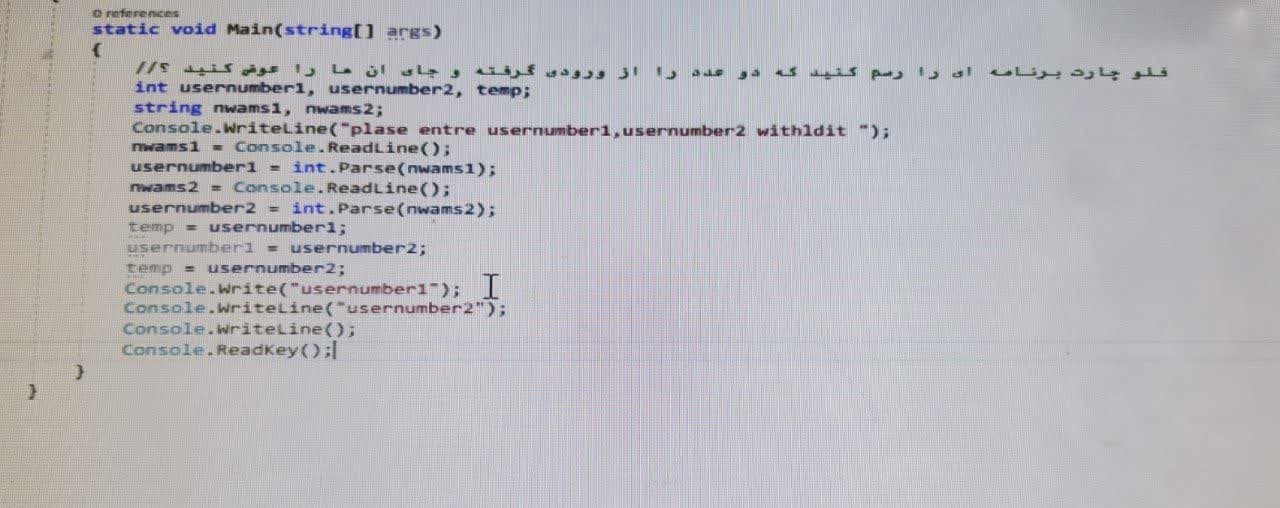 0 references
static void Main(string[] args)
{
//فلو چارت برنامه ای را رسم کنید که دو عدد را از ورودی گرفته و جای ان ها را عوض کنید ؟
int usernumber1, usernumber2, temp;
string nwams1, nwams2;
Console.WriteLine("plase entre usernumber1,usernumber2 with1dit ");
nwams1 = Console.ReadLine();
usernumber1 = int.Parse(nwams1);
nwams2 = Console.ReadLine();
usernumber2 = int.Parse(nwams2);
temp = usernumber1;
usernumber1 = usernumber2;
temp = usernumber2;
Console.Write("usernumber1");
Console.WriteLine("usernumber2");
Console.WriteLine();
Console.ReadKey();
}
}